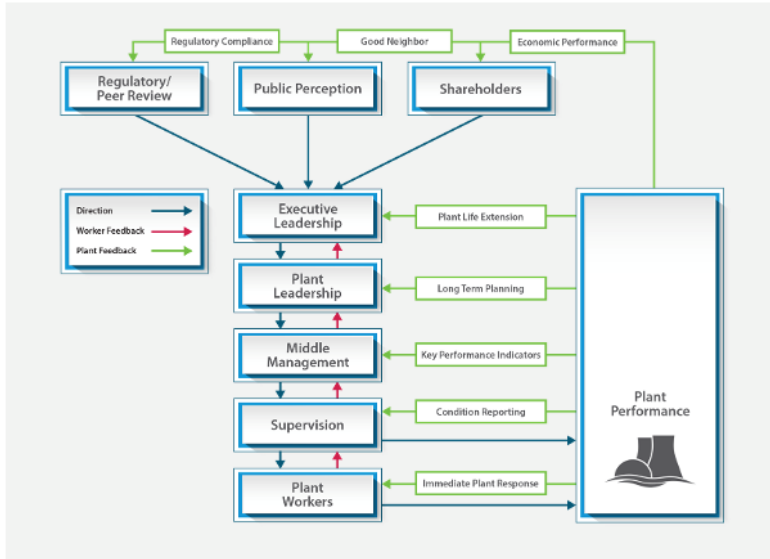 Regulatory Compliance
Good Neighbor
Economic Performance
Regulatory/
Peer Review
Public Perception
Shareholders
Direction
Worker Feedback
Plant Feedback
Executive
Leadership
Plant Life Extension
Plant
Leadership
Long Term Planning
Middle
Management
Key Performance Indicators
Supervision
Condition Reporting
Plant
Workers
Immediate Plant Response
Plant
Performance